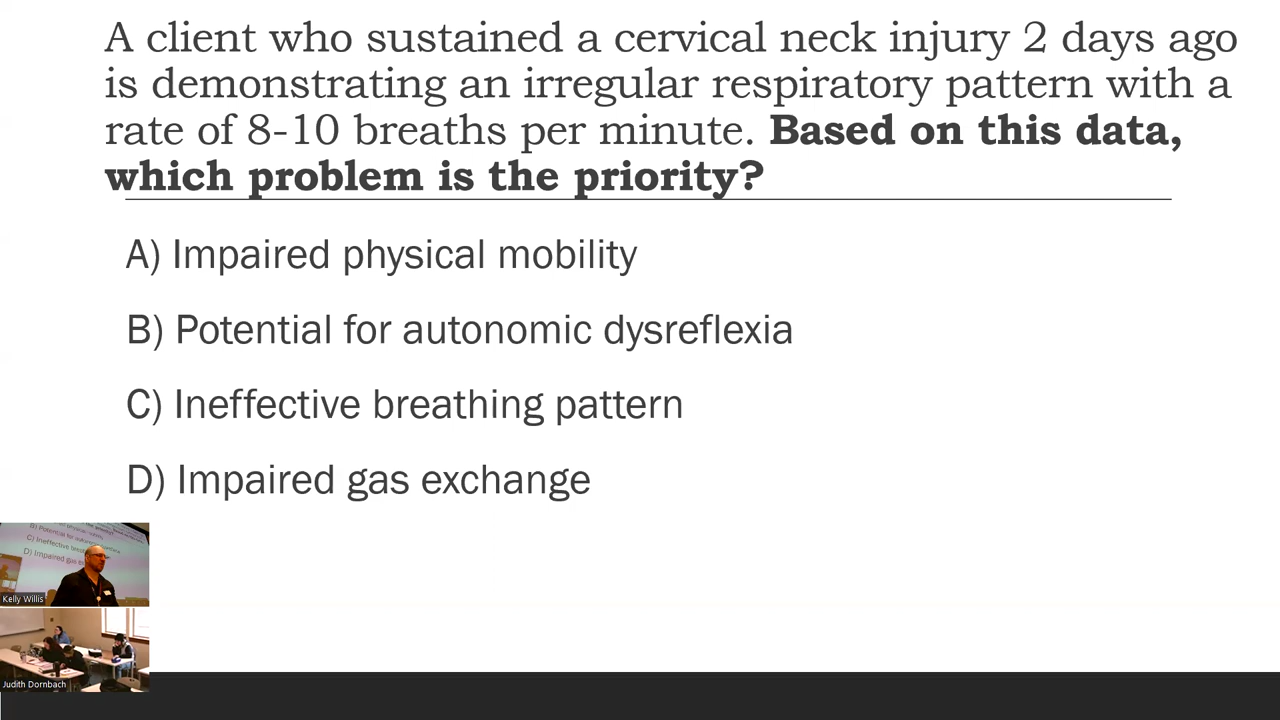 A client who sustained a cervical neck injury 2 days ago
is demonstrating an irregular respiratory pattern with a
rate of 8-10 breaths per minute. Based on this data,
which problem is the priority?
A) Impaired physical mobility
B) Potential for autonomic dysreflexia
C) Ineffective breathing pattern
D) Impaired gas exchange
Kelly Willis
Judith Dornbach